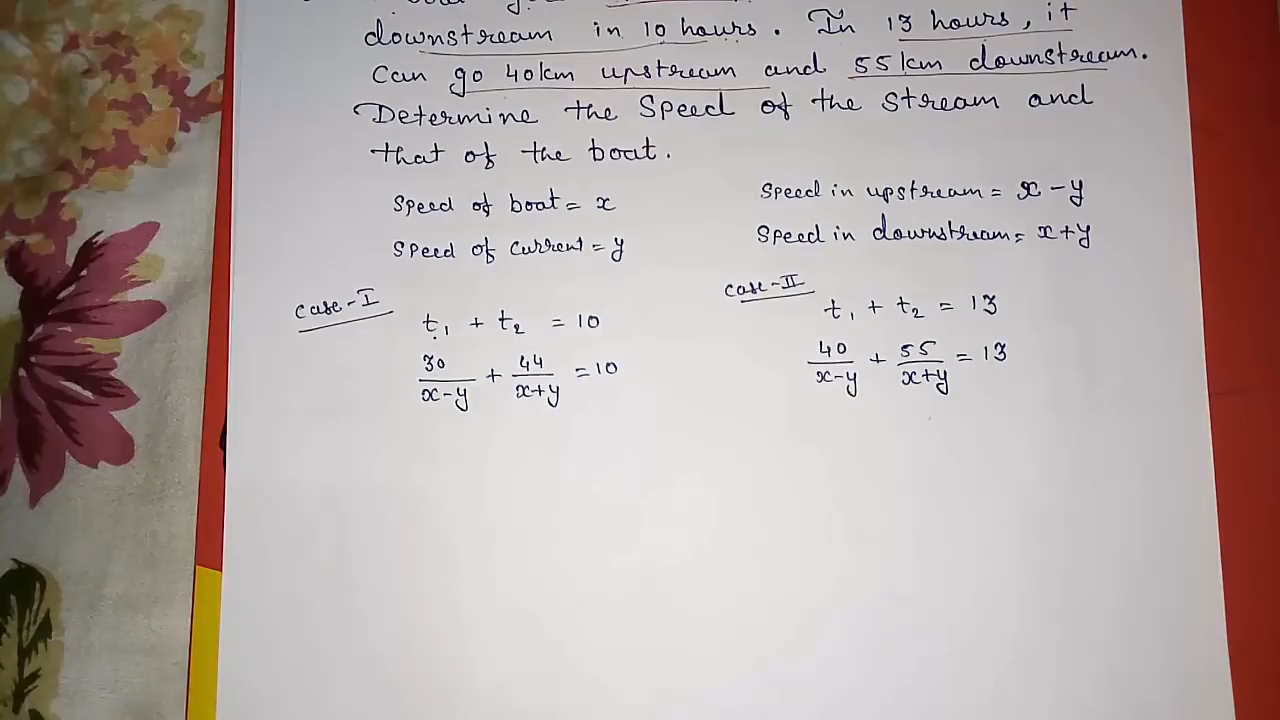 downstream in 10 hours. In 13 hours, it
can go 40km upstream and 55km downstream.
Determine the Speed of the stream and
that of the boat.
Speed of boat = x
Speed in upstream = x-y
Speed of current = y
Speed in downstream = x+y
case-I
t₁ + t₂ = 10
30/x-y + 44/x+y = 10
case-II
t₁ + t₂ = 13
40/x-y + 55/x+y = 13